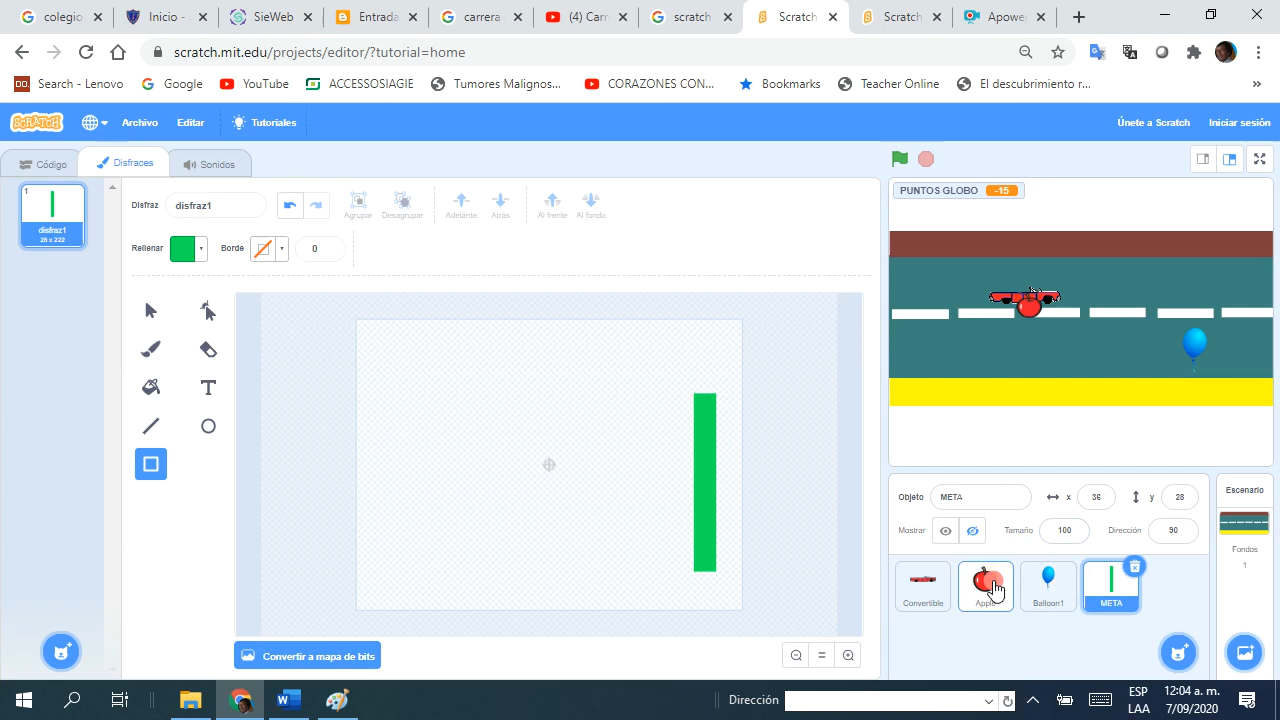 colegio
Inicio -
SieWeb
Entrada
carrera
(4) Carr
scratch
Scratch
Scratch
Apower
scratch.mit.edu/projects/editor/?tutorial=home
Search - Lenovo
Google
YouTube
ACCESSOSIAGIE
Tumores Malignos...
CORAZONES CON...
Bookmarks
Teacher Online
El descubrimiento r...
»
SCRATCH
Archivo
Editar
Tutoriales
Únete a Scratch
Iniciar sesión
Código
Disfraces
Sonidos
1
disfraz1
26 x 222
Disfraz
disfraz1
Agrupar
Desagrupar
Adelante
Atrás
Al frente
Al fondo
Rellenar
Borde
0
T
Convertir a mapa de bits
PUNTOS GLOBO -15
Objeto
META
x
36
y
28
Mostrar
Tamaño
100
Dirección
90
Convertible
Apple
Balloon1
META
Escenario
Fondos
1
Dirección
ESP
LAA
12:04 a. m.
7/09/2020